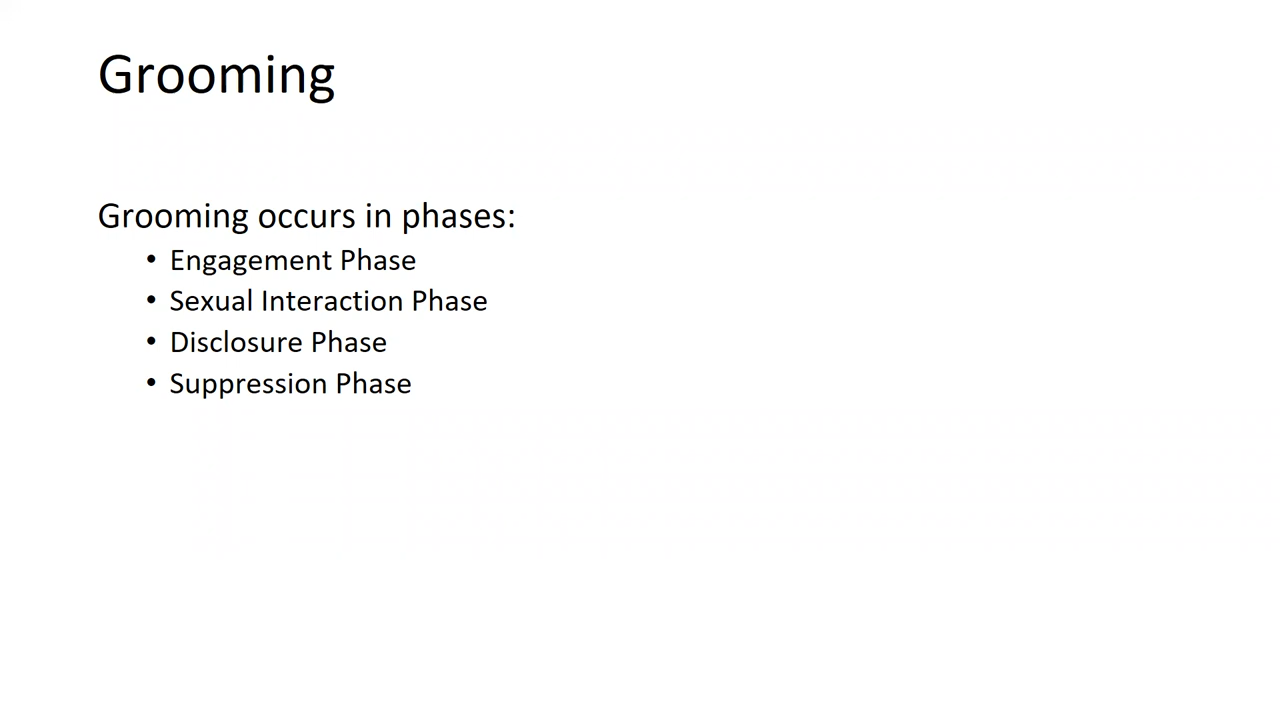 Grooming
Grooming occurs in phases:
• Engagement Phase
• Sexual Interaction Phase
• Disclosure Phase
• Suppression Phase